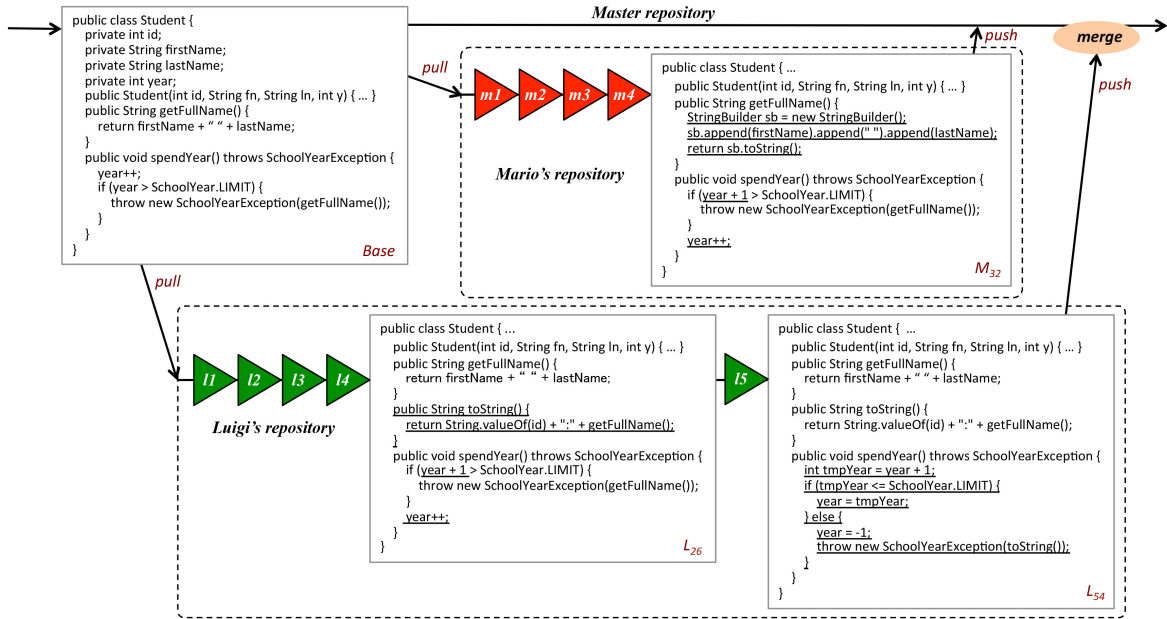 Master repository
public class Student {
private int id;
private String firstName;
private String lastName;
private int year;
public Student(int id, String fn, String ln, int y) { ... }
public String getFullName() {
return firstName + “ “ + lastName;
}
public void spendYear() throws SchoolYearException {
year++;
if (year > SchoolYear.LIMIT) {
throw new SchoolYearException(getFullName());
}
}
}
Base
pull
m1 m2 m3 m4
Mario’s repository
public class Student { ...
public Student(int id, String fn, String ln, int y) { ... }
public String getFullName() {
StringBuilder sb = new StringBuilder();
sb.append(firstName).append(" ").append(lastName);
return sb.toString();
}
public void spendYear() throws SchoolYearException {
if (year + 1 > SchoolYear.LIMIT) {
throw new SchoolYearException(getFullName());
}
year++;
}
}
M32
push
merge
push
pull
l1 l2 l3 l4
Luigi’s repository
public class Student { ...
public Student(int id, String fn, String ln, int y) { ... }
public String getFullName() {
return firstName + “ “ + lastName;
}
public String toString() {
return String.valueOf(id) + ":" + getFullName();
}
public void spendYear() throws SchoolYearException {
if (year + 1 > SchoolYear.LIMIT) {
throw new SchoolYearException(getFullName());
}
year++;
}
}
L26
l5
public class Student { ...
public Student(int id, String fn, String ln, int y) { ... }
public String getFullName() {
return firstName + “ “ + lastName;
}
public String toString() {
return String.valueOf(id) + ":" + getFullName();
}
public void spendYear() throws SchoolYearException {
int tmpYear = year + 1;
if (tmpYear <= SchoolYear.LIMIT) {
year = tmpYear;
} else {
year = -1;
throw new SchoolYearException(toString());
}
}
}
L54